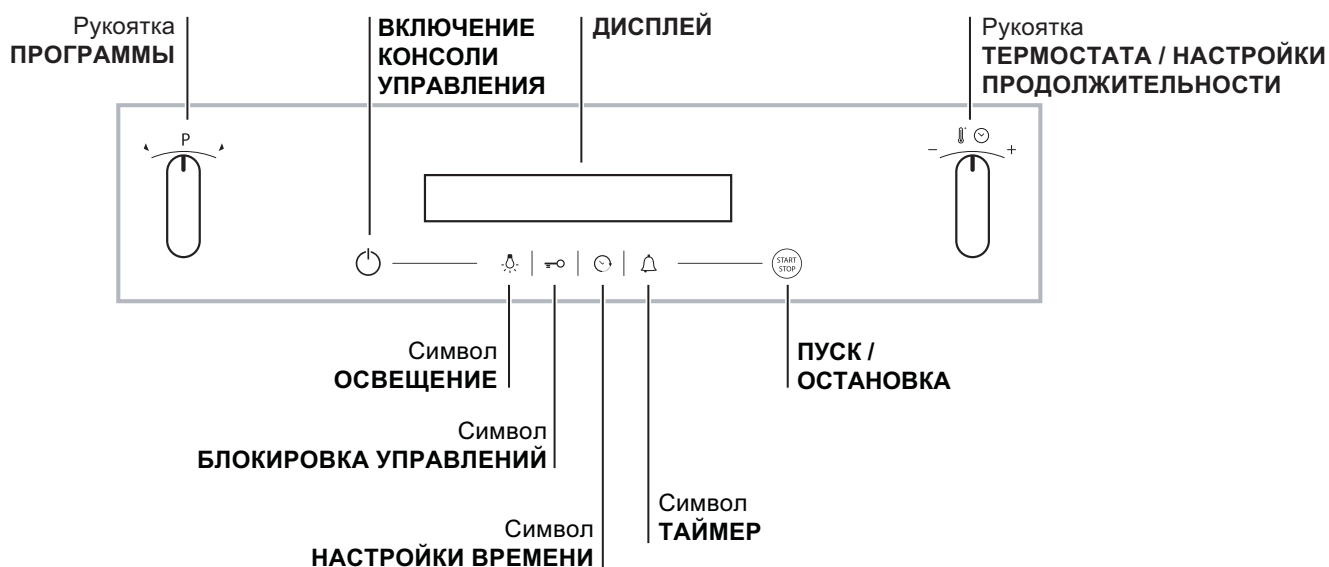 Рукоятка
ПРОГРАММЫ
ВКЛЮЧЕНИЕ
КОНСОЛИ
УПРАВЛЕНИЯ
ДИСПЛЕЙ
Рукоятка
ТЕРМОСТАТА / НАСТРОЙКИ
ПРОДОЛЖИТЕЛЬНОСТИ
P
- +
START
STOP
Символ
ОСВЕЩЕНИЕ
ПУСК /
ОСТАНОВКА
Символ
БЛОКИРОВКА УПРАВЛЕНИЙ
Символ
ТАЙМЕР
Символ
НАСТРОЙКИ ВРЕМЕНИ